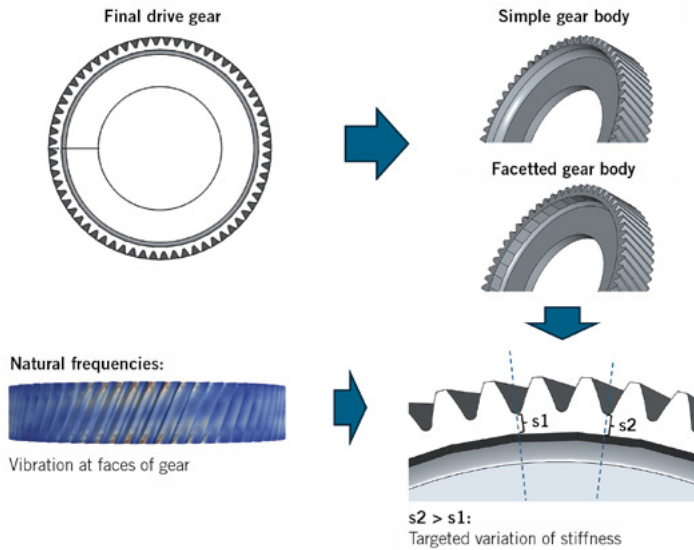 Final drive gear
Simple gear body
Facetted gear body
Natural frequencies:
Vibration at faces of gear
s1
s2
s2 > s1:
Targeted variation of stiffness